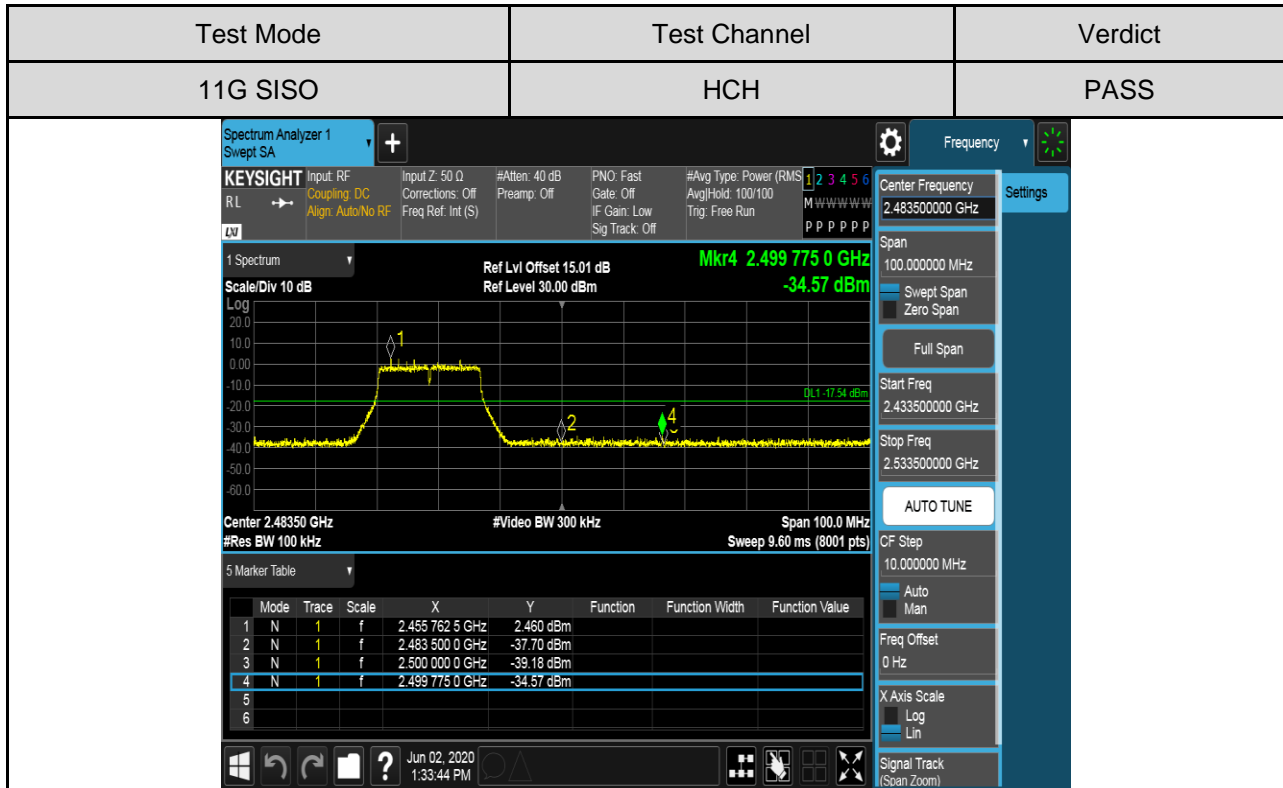 Test Mode Test Channel Verdict
11G SISO HCH PASS
Spectrum Analyzer 1
Swept SA
+
Frequency
KEYSIGHT Input: RF Input Z: 50 Ω #Atten: 40 dB PNO: Fast #Avg Type: Power (RMS 1 2 3 4 5 6
RL Coupling: DC Corrections: Off Preamp: Off Gate: Off Avg|Hold: 100/100 M W W W W W
Align: Auto/No RF Freq Ref: Int (S) IF Gain: Low Trig: Free Run
LXI Sig Track: Off P P P P P P
Center Frequency
2.483500000 GHz
Settings
Span
100.000000 MHz
Swept Span
Zero Span
Full Span
Start Freq
2.433500000 GHz
Stop Freq
2.533500000 GHz
AUTO TUNE
CF Step
10.000000 MHz
Auto
Man
Freq Offset
0 Hz
X Axis Scale
Log
Lin
Signal Track
(Span Zoom)
1 Spectrum
Ref Lvl Offset 15.01 dB
Mkr4 2.499 775 0 GHz
Scale/Div 10 dB
Ref Level 30.00 dBm
-34.57 dBm
Log
20.0
10.0
0.00
-10.0
-20.0
-30.0
-40.0
-50.0
-60.0
1
2
4
DL1 -17.54 dBm
Center 2.48350 GHz #Video BW 300 kHz Span 100.0 MHz
#Res BW 100 kHz Sweep 9.60 ms (8001 pts)
5 Marker Table
Mode Trace Scale X Y Function Function Width Function Value
1 N 1 f 2.455 762 5 GHz 2.460 dBm
2 N 1 f 2.483 500 0 GHz -37.70 dBm
3 N 1 f 2.500 000 0 GHz -39.18 dBm
4 N 1 f 2.499 775 0 GHz -34.57 dBm
5
6
?
Jun 02, 2020
1:33:44 PM